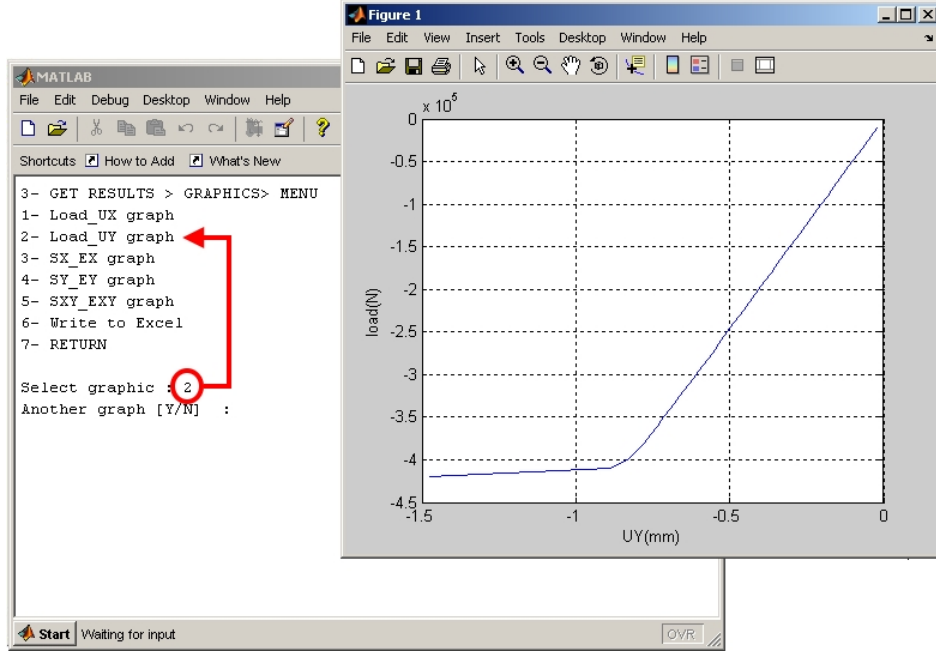 Figure 1
File Edit View Insert Tools Desktop Window Help
x 10^5
0
-0.5
-1
-1.5
-2
-2.5
-3
-3.5
-4
-4.5
load(N)
-1.5 -1 -0.5 0
UY(mm)
MATLAB
File Edit Debug Desktop Window Help
Shortcuts How to Add What's New
3- GET RESULTS > GRAPHICS> MENU
1- Load_UX graph
2- Load_UY graph
3- SX_EX graph
4- SY_EY graph
5- SXY_EXY graph
6- Write to Excel
7- RETURN
Select graphic : 2
Another graph [Y/N] :
Start Waiting for input
OVR